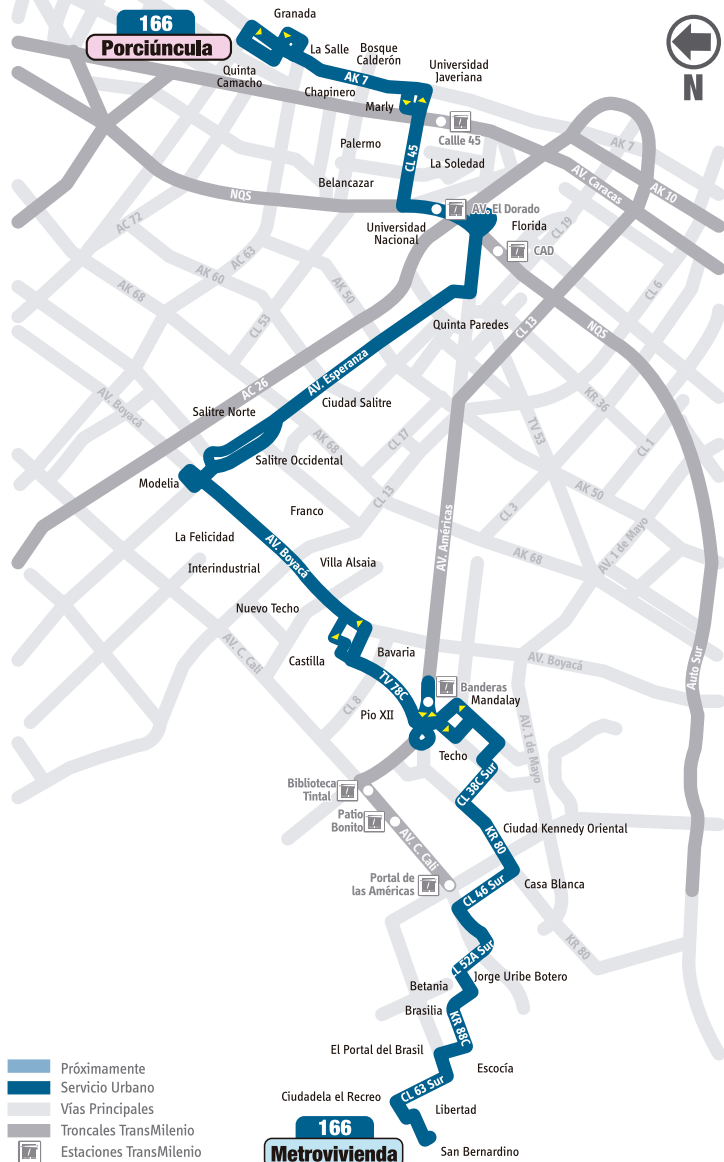 166
Porciúncula
Granada
La Salle
Bosque
Calderón
Universidad
Javeriana
Quinta
Camacho
AK 7
Chapinero
Marly
Callle 45
N
Palermo
CL 45
La Soledad
AK 7
AV. Caracas
AK 10
Belancazar
NQS
AV. El Dorado
Universidad
Nacional
Florida
CL 19
CAD
AC 72
AC 63
AK 60
AK 50
AK 68
CL 53
CL 6
Quinta Paredes
CL 13
NQS
AV. Esperanza
AC 26
AV. Boyacá
Salitre Norte
Ciudad Salitre
KR 36
TV 53
CL 1
AK 68
CL 17
Salitre Occidental
Modelia
CL 13
AK 50
Franco
CL 3
AV. Américas
La Felicidad
AV. Boyacá
AK 68
AV. 1 de Mayo
Interindustrial
Villa Alsaia
Nuevo Techo
AV. C. Cali
Castilla
Bavaria
AV. Boyacá
Auto Sur
TV 78C
CL 8
Banderas
Mandalay
Pio XII
AV. 1 de Mayo
Techo
Biblioteca
Tintal
CL 38C Sur
Patio
Bonito
AV. C. Cali
KR 80
Ciudad Kennedy Oriental
Portal de
las Américas
CL 46 Sur
Casa Blanca
KR 80
CL 52A Sur
Jorge Uribe Botero
Betania
Brasilia
KR 88C
El Portal del Brasil
Escocía
CL 63 Sur
Ciudadela el Recreo
Libertad
San Bernardino
166
Metrovivienda
Próximamente
Servicio Urbano
Vías Principales
Troncales TransMilenio
Estaciones TransMilenio